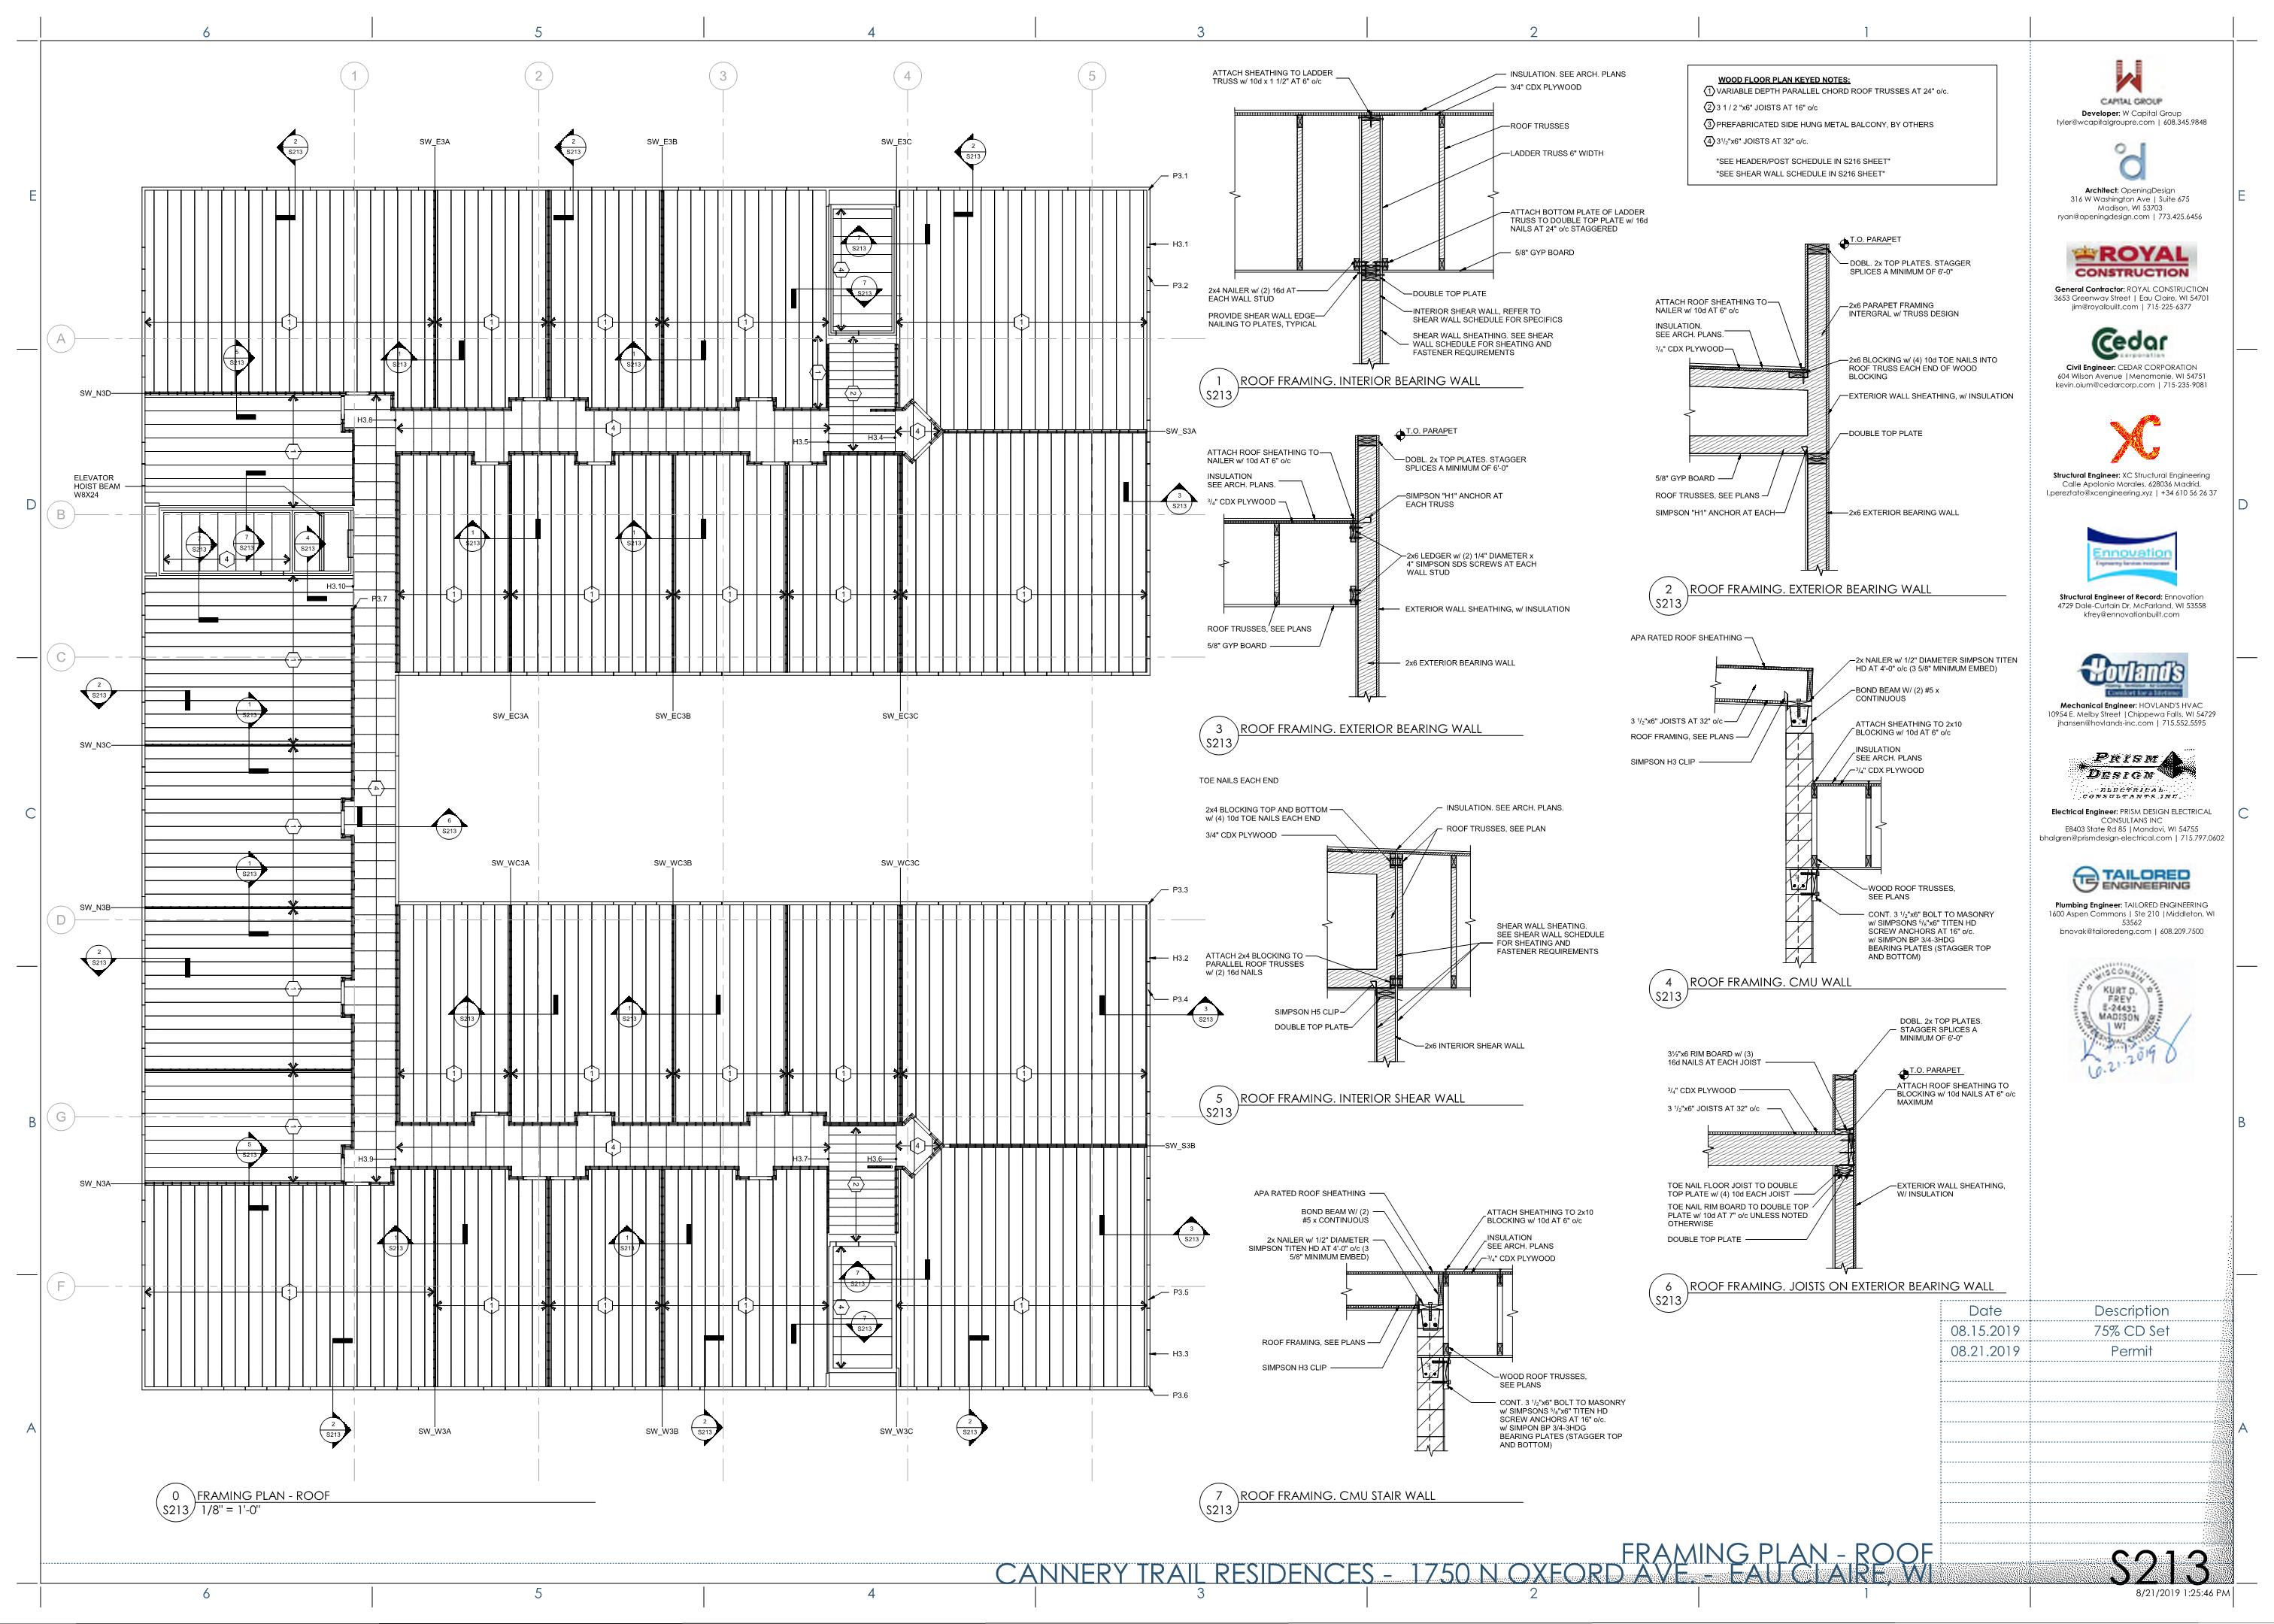 6
5
4
3
2
1
E
D
C
B
A
1
2
3
4
5
A
B
C
D
G
F
SW_E3A
SW_E3B
SW_E3C
P3.1
H3.1
P3.2
SW_N3D
H3.8
H3.5
H3.4
SW_S3A
ELEVATOR
HOIST BEAM
W8X24
H3.10
P3.7
SW_EC3A
SW_EC3B
SW_EC3C
SW_N3C
SW_WC3A
SW_WC3B
SW_WC3C
P3.3
SW_N3B
H3.2
P3.4
SW_S3B
H3.9
H3.7
H3.6
SW_N3A
P3.5
H3.3
P3.6
SW_W3A
SW_W3B
SW_W3C
0
S213
FRAMING PLAN - ROOF
1/8" = 1'-0"
ATTACH SHEATHING TO LADDER
TRUSS w/ 10d x 1 1/2" AT 6" o/c
INSULATION. SEE ARCH. PLANS
3/4" CDX PLYWOOD
ROOF TRUSSES
LADDER TRUSS 6" WIDTH
ATTACH BOTTOM PLATE OF LADDER
TRUSS TO DOUBLE TOP PLATE w/ 16d
NAILS AT 24" o/c STAGGERED
5/8" GYP BOARD
2x4 NAILER w/ (2) 16d AT
EACH WALL STUD
DOUBLE TOP PLATE
PROVIDE SHEAR WALL EDGE
NAILING TO PLATES, TYPICAL
INTERIOR SHEAR WALL, REFER TO
SHEAR WALL SCHEDULE FOR SPECIFICS
SHEAR WALL SHEATHING. SEE SHEAR
WALL SCHEDULE FOR SHEATHING AND
FASTENER REQUIREMENTS
1
S213
ROOF FRAMING. INTERIOR BEARING WALL
T.O. PARAPET
ATTACH ROOF SHEATHING TO
NAILER w/ 10d AT 6" o/c
DOBL. 2x TOP PLATES. STAGGER
SPLICES A MINIMUM OF 6'-0"
INSULATION
SEE ARCH. PLANS.
3/4" CDX PLYWOOD
SIMPSON "H1" ANCHOR AT
EACH TRUSS
2x6 LEDGER w/ (2) 1/4" DIAMETER x
4" SIMPSON SDS SCREWS AT EACH
WALL STUD
EXTERIOR WALL SHEATHING, w/ INSULATION
ROOF TRUSSES, SEE PLANS
5/8" GYP BOARD
2x6 EXTERIOR BEARING WALL
3
S213
ROOF FRAMING. EXTERIOR BEARING WALL
TOE NAILS EACH END
2x4 BLOCKING TOP AND BOTTOM
w/ (4) 10d TOE NAILS EACH END
3/4" CDX PLYWOOD
INSULATION. SEE ARCH. PLANS.
ROOF TRUSSES, SEE PLAN
SHEAR WALL SHEATING.
SEE SHEAR WALL SCHEDULE
FOR SHEATING AND
FASTENER REQUIREMENTS
ATTACH 2x4 BLOCKING TO
PARALLEL ROOF TRUSSES
w/ (2) 16d NAILS
SIMPSON H5 CLIP
DOUBLE TOP PLATE
2x6 INTERIOR SHEAR WALL
5
S213
ROOF FRAMING. INTERIOR SHEAR WALL
APA RATED ROOF SHEATHING
BOND BEAM W/ (2)
#5 x CONTINUOUS
2x NAILER w/ 1/2" DIAMETER
SIMPSON TITEN HD AT 4'-0" o/c (3
5/8" MINIMUM EMBED)
ATTACH SHEATHING TO 2x10
BLOCKING w/ 10d AT 6" o/c
INSULATION
SEE ARCH. PLANS
3/4" CDX PLYWOOD
ROOF FRAMING, SEE PLANS
SIMPSON H3 CLIP
WOOD ROOF TRUSSES,
SEE PLANS
CONT. 3 1/2"x6" BOLT TO MASONRY
w/ SIMPSONS 5/8"x6" TITEN HD
SCREW ANCHORS AT 16" o/c.
w/ SIMPON BP 3/4-3HDG
BEARING PLATES (STAGGER TOP
AND BOTTOM)
7
S213
ROOF FRAMING. CMU STAIR WALL
WOOD FLOOR PLAN KEYED NOTES:
1 VARIABLE DEPTH PARALLEL CHORD ROOF TRUSSES AT 24" o/c.
2 3 1 / 2 "x6" JOISTS AT 16" o/c
3 PREFABRICATED SIDE HUNG METAL BALCONY, BY OTHERS
4 3 1/2"x6" JOISTS AT 32" o/c.
"SEE HEADER/POST SCHEDULE IN S216 SHEET"
"SEE SHEAR WALL SCHEDULE IN S216 SHEET"
T.O. PARAPET
DOBL. 2x TOP PLATES. STAGGER
SPLICES A MINIMUM OF 6'-0"
ATTACH ROOF SHEATHING TO
NAILER w/ 10d AT 6" o/c
INSULATION.
SEE ARCH. PLANS.
3/4" CDX PLYWOOD
2x6 PARAPET FRAMING
INTERGRAL w/ TRUSS DESIGN
2x6 BLOCKING w/ (4) 10d TOE NAILS INTO
ROOF TRUSS EACH END OF WOOD
BLOCKING
EXTERIOR WALL SHEATHING, w/ INSULATION
DOUBLE TOP PLATE
5/8" GYP BOARD
ROOF TRUSSES, SEE PLANS
SIMPSON "H1" ANCHOR AT EACH
2x6 EXTERIOR BEARING WALL
2
S213
ROOF FRAMING. EXTERIOR BEARING WALL
APA RATED ROOF SHEATHING
2x NAILER w/ 1/2" DIAMETER SIMPSON TITEN
HD AT 4'-0" o/c (3 5/8" MINIMUM EMBED)
BOND BEAM W/ (2) #5 x
CONTINUOUS
3 1/2"x6" JOISTS AT 32" o/c
ROOF FRAMING, SEE PLANS
SIMPSON H3 CLIP
ATTACH SHEATHING TO 2x10
BLOCKING w/ 10d AT 6" o/c
INSULATION
SEE ARCH. PLANS
3/4" CDX PLYWOOD
WOOD ROOF TRUSSES,
SEE PLANS
CONT. 3 1/2"x6" BOLT TO MASONRY
w/ SIMPSONS 5/8"x6" TITEN HD
SCREW ANCHORS AT 16" o/c.
w/ SIMPON BP 3/4-3HDG
BEARING PLATES (STAGGER TOP
AND BOTTOM)
4
S213
ROOF FRAMING. CMU WALL
DOBL. 2x TOP PLATES.
STAGGER SPLICES A
MINIMUM OF 6'-0"
3½"x6 RIM BOARD w/ (3)
16d NAILS AT EACH JOIST
T.O. PARAPET
3/4" CDX PLYWOOD
3 1/2"x6" JOISTS AT 32" o/c
ATTACH ROOF SHEATHING TO
BLOCKING w/ 10d NAILS AT 6" o/c
MAXIMUM
TOE NAIL FLOOR JOIST TO DOUBLE
TOP PLATE w/ (4) 10d EACH JOIST
TOE NAIL RIM BOARD TO DOUBLE TOP
PLATE w/ 10d AT 7" o/c UNLESS NOTED
OTHERWISE
DOUBLE TOP PLATE
EXTERIOR WALL SHEATHING,
W/ INSULATION
6
S213
ROOF FRAMING. JOISTS ON EXTERIOR BEARING WALL
CAPITAL GROUP
Developer: W Capital Group
tyler@wcapitalgroupre.com | 608.345.9848
Architect: OpeningDesign
316 W Washington Ave | Suite 675
Madison, WI 53703
ryan@openingdesign.com | 773.425.6456
ROYAL
CONSTRUCTION
General Contractor: ROYAL CONSTRUCTION
3653 Greenway Street | Eau Claire, WI 54701
jim@royalbuilt.com | 715-225-6377
Cedar
corporation
Civil Engineer: CEDAR CORPORATION
604 Wilson Avenue | Menomonie, WI 54751
kevin.oium@cedarcorp.com | 715-235-9081
XC
Structural Engineer: XC Structural Engineering
Calle Apolonio Morales, 628036 Madrid,
l.pereztato@xcengineering.xyz | +34 610 56 26 37
Ennovation
Engineering Services Incorporated
Structural Engineer of Record: Ennovation
4729 Dale-Curtain Dr, McFarland, WI 53558
kfrey@ennovationbuilt.com
Hovland's
Comfort for a lifetime
Mechanical Engineer: HOVLAND'S HVAC
10954 E. Melby Street |Chippewa Falls, WI 54729
jhansen@hovlands-inc.com | 715.552.5595
PRISM
DESIGN
ELECTRICAL
CONSULTANTS INC.
Electrical Engineer: PRISM DESIGN ELECTRICAL
CONSULTANS INC
E8403 State Rd 85 |Mandovi, WI 54755
bhalgren@prismdesign-electrical.com | 715.797.0602
TAILORED
ENGINEERING
Plumbing Engineer: TAILORED ENGINEERING
1600 Aspen Commons | Ste 210 |Middleton, WI
53562
bnovak@tailoredeng.com | 608.209.7500
WISCONSIN
KURT D.
FREY
E-24431
MADISON
WI
PROFESSIONAL ENGINEER
Date
Description
08.15.2019
75% CD Set
08.21.2019
Permit
FRAMING PLAN - ROOF
CANNERY TRAIL RESIDENCES - 1750 N OXFORD AVE. - EAU CLAIRE, WI
S213
8/21/2019 1:25:46 PM
6
5
4
3
2
1